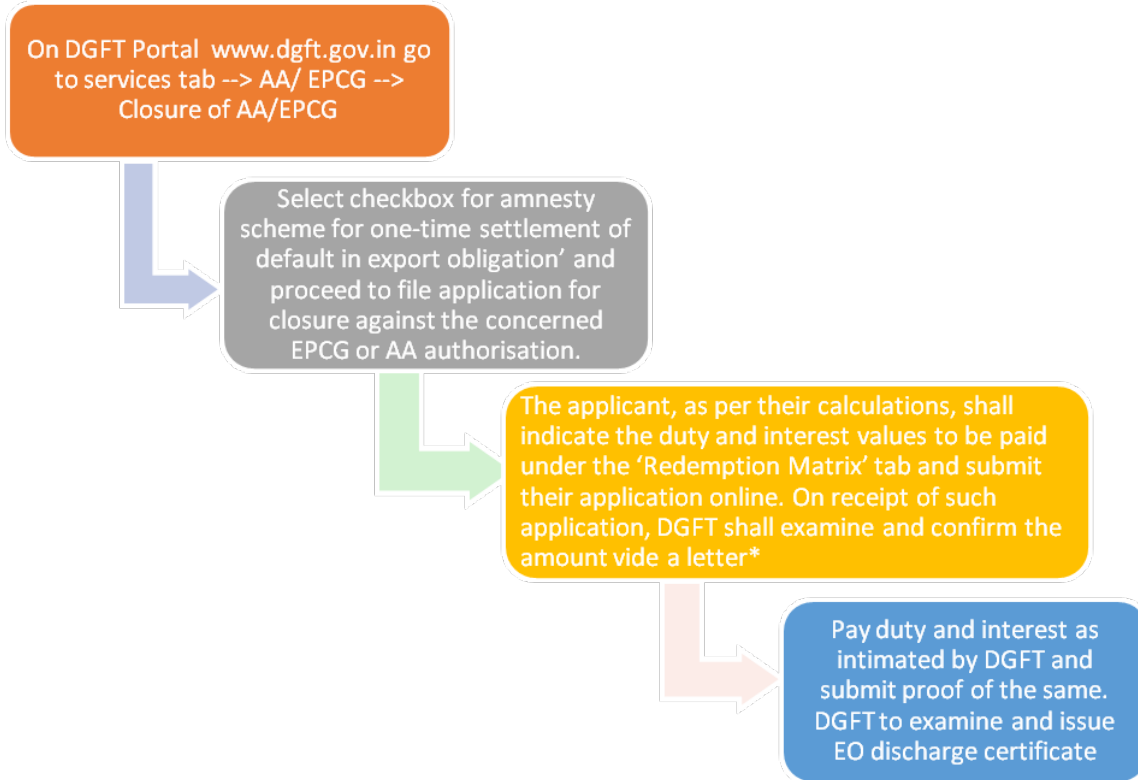 On DGFT Portal  www.dgft.gov.in go
to services tab --> AA/ EPCG -->
Closure of AA/EPCG
Select checkbox for amnesty
scheme for one-time settlement of
default in export obligation’ and
proceed to file application for
closure against the concerned
EPCG or AA authorisation.
The applicant, as per their calculations, shall
indicate the duty and interest values to be paid
under the ‘Redemption Matrix’ tab and submit
their application online. On receipt of such
application, DGFT shall examine and confirm the
amount vide a letter*
Pay duty and interest as
intimated by DGFT and
submit proof of the same.
DGFT to examine and issue
EO discharge certificate